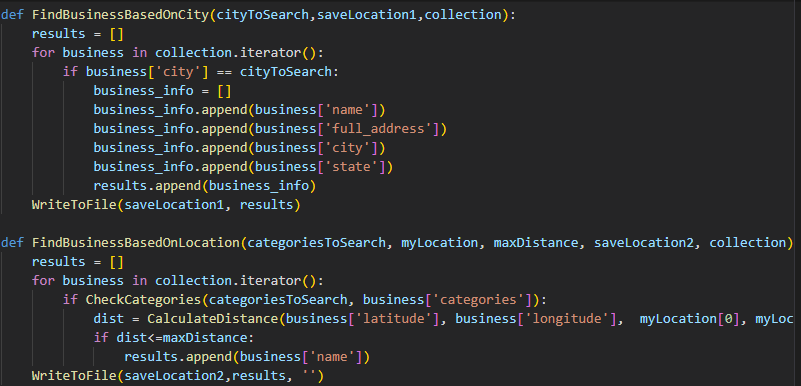 def FindBusinessBasedOnCity(cityToSearch,saveLocation1,collection):
    results = []
    for business in collection.iterator():
        if business['city'] == cityToSearch:
            business_info = []
            business_info.append(business['name'])
            business_info.append(business['full_address'])
            business_info.append(business['city'])
            business_info.append(business['state'])
            results.append(business_info)
    WriteToFile(saveLocation1, results)

def FindBusinessBasedOnLocation(categoriesToSearch, myLocation, maxDistance, saveLocation2, collection)
    results = []
    for business in collection.iterator():
        if CheckCategories(categoriesToSearch, business['categories']):
            dist = CalculateDistance(business['latitude'], business['longitude'],  myLocation[0], myLoc
            if dist<=maxDistance:
                results.append(business['name'])
    WriteToFile(saveLocation2,results, '')